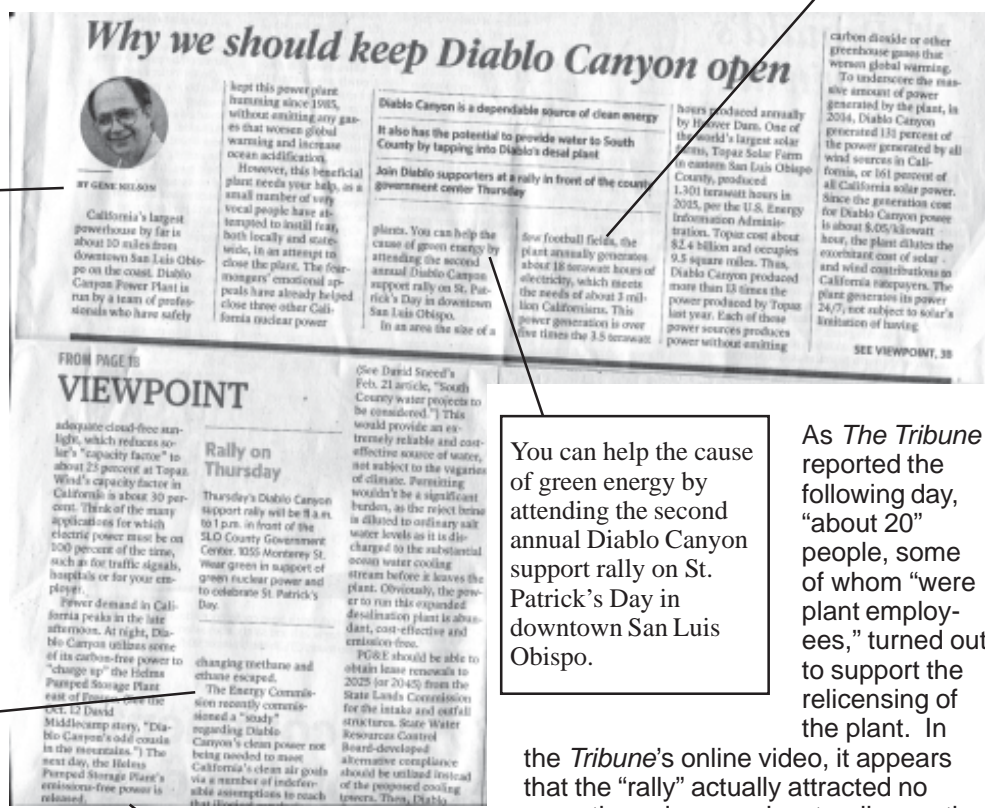 Why we should keep Diablo Canyon open
BY GENE NELSON
California's largest
powerhouse by far is
about 10 miles from
downtown San Luis Obis-
po on the coast. Diablo
Canyon Power Plant is
run by a team of profes-
sionals who have safely
kept this power plant
humming since 1985,
without emitting any gas-
es that worsen global
warming and increase
ocean acidification.
However, this beneficial
plant needs your help, as a
small number of very
vocal people have at-
tempted to instill fear,
both locally and state-
wide, in an attempt to
close the plant. The fear-
mongers' emotional ap-
peals have already helped
close three other Cali-
fornia nuclear power
Diablo Canyon is a dependable source of clean energy
It also has the potential to provide water to South
County by tapping into Diablo's desal plant
Join Diablo supporters at a rally in front of the county
government center Thursday
plants. You can help the
cause of green energy by
attending the second
annual Diablo Canyon
support rally on St. Pat-
rick's Day in downtown
San Luis Obispo.
In an area the size of a
few football fields, the
plant annually generates
about 18 terawatt hours of
electricity, which meets
the needs of about 3 mil-
lion Californians. This
power generation is over
five times the 3.5 terawatt
hours produced annually
by Hoover Dam. One of
the world's largest solar
farms, Topaz Solar Farm
in eastern San Luis Obispo
County, produced
1.301 terawatt hours in
2015, per the U.S. Energy
Information Adminis-
tration. Topaz cost about
$2.4 billion and occupies
9.5 square miles. Thus,
Diablo Canyon produced
more than 13 times the
power produced by Topaz
last year. Each of these
power sources produces
power without emitting
carbon dioxide or other
greenhouse gases that
worsen global warming.
To underscore the mas-
sive amount of power
generated by the plant, in
2014, Diablo Canyon
generated 131 percent of
the power generated by all
wind sources in Cali-
fornia, or 161 percent of
all California solar power.
Since the generation cost
for Diablo Canyon power
is about $.05/kilowatt
hour, the plant dilutes the
exorbitant cost of solar
and wind contributions to
California ratepayers. The
plant generates its power
24/7, not subject to solar's
limitation of having
SEE VIEWPOINT, 3B
FROM PAGE 1B
VIEWPOINT
adequate cloud-free sun-
light, which reduces so-
lar's "capacity factor" to
about 23 percent at Topaz.
Wind's capacity factor in
California is about 30 per-
cent. Think of the many
applications for which
electric power must be on
100 percent of the time,
such as for traffic signals,
hospitals or for your em-
ployer.
Power demand in Cali-
fornia peaks in the late
afternoon. At night, Dia-
blo Canyon utilizes some
of its carbon-free power to
"charge up" the Helms
Pumped Storage Plant
east of Fresno. (See the
Oct. 12 David
Middlecamp story, "Dia-
blo Canyon's odd cousin
in the mountains.") The
next day, the Helms
Pumped Storage Plant's
emissions-free power is
released.
Rally on
Thursday
Thursday's Diablo Canyon
support rally will be 11 a.m.
to 1 p.m. in front of the
SLO County Government
Center, 1055 Monterey St.
Wear green in support of
green nuclear power and
to celebrate St. Patrick's
Day.
changing methane and
ethane escaped.
The Energy Commis-
sion recently commis-
sioned a "study"
regarding Diablo
Canyon's clean power not
being needed to meet
California's clean air goals
via a number of indefen-
sible assumptions to reach
that
(See David Sneed's
Feb. 21 article, "South
County water projects to
be considered.") This
would provide an ex-
tremely reliable and cost-
effective source of water,
not subject to the vagaries
of climate. Permitting
wouldn't be a significant
burden, as the reject brine
is diluted to ordinary salt
water levels as it is dis-
charged to the substantial
ocean water cooling
stream before it leaves the
plant. Obviously, the pow-
er to run this expanded
desalination plant is abun-
dant, cost-effective and
emission-free.
PG&E should be able to
obtain lease renewals to
2025 (or 2045) from the
State Lands Commission
for the intake and outfall
structures. State Water
Resources Control
Board-developed
alternative compliance
should be utilized instead
of the proposed cooling
towers. Then, Diablo
You can help the cause
of green energy by
attending the second
annual Diablo Canyon
support rally on St.
Patrick's Day in
downtown San Luis
Obispo.
As The Tribune
reported the
following day,
"about 20"
people, some
of whom "were
plant employ-
ees," turned out
to support the
relicensing of
the plant. In
the Tribune's online video, it appears
that the "rally" actually attracted no